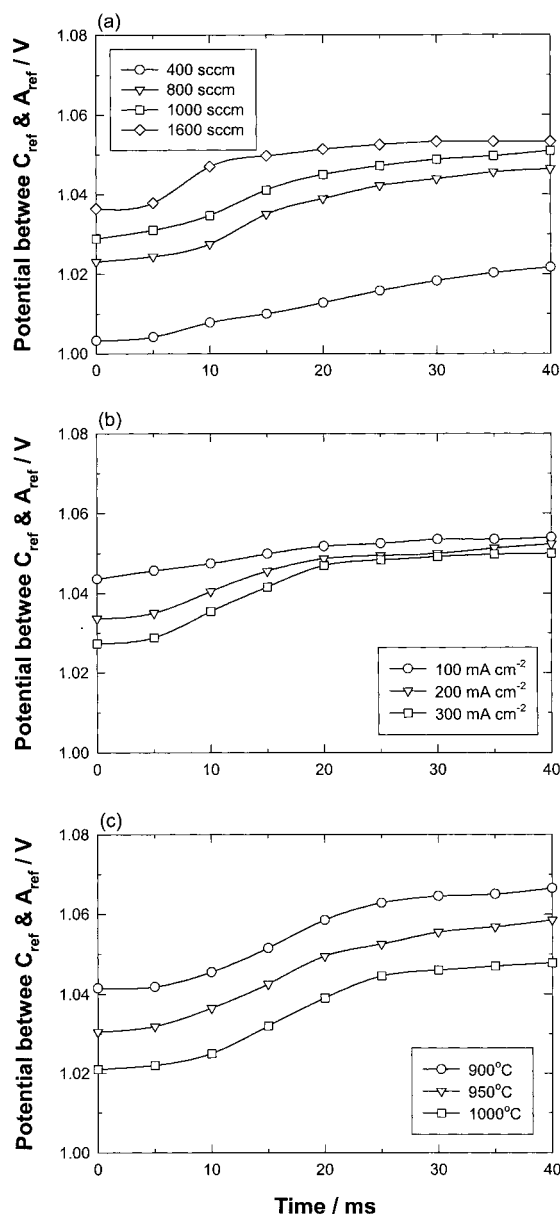 (a)
1.08
1.06
1.04
1.02
1.00
400 sccm
800 sccm
1000 sccm
1600 sccm
0 10 20 30 40
Potential betwee C_ref & A_ref / V
(b)
1.08
1.06
1.04
1.02
1.00
100 mA cm⁻²
200 mA cm⁻²
300 mA cm⁻²
0 10 20 30 40
Potential betwee C_ref & A_ref / V
(c)
1.08
1.06
1.04
1.02
1.00
900°C
950°C
1000°C
0 10 20 30 40
Potential betwee C_ref & A_ref / V
Time / ms